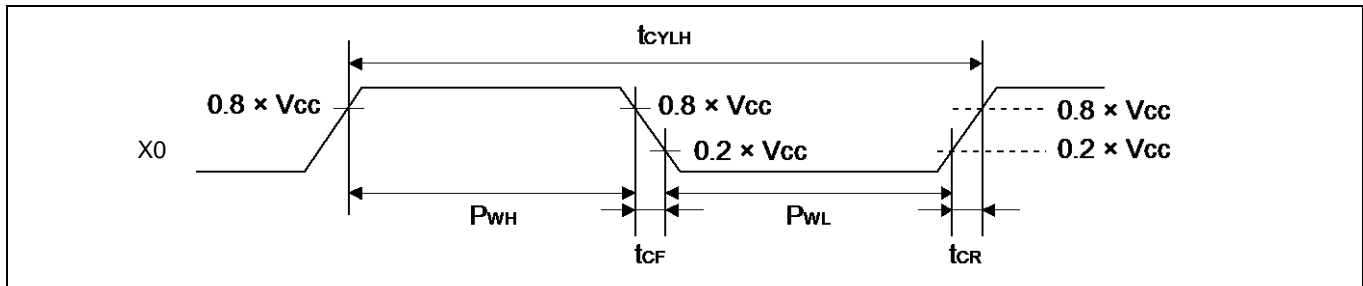 tCYLH
0.8 × Vcc
0.8 × Vcc
0.8 × Vcc
X0
0.2 × Vcc
0.2 × Vcc
PWH
PWL
tCF
tCR